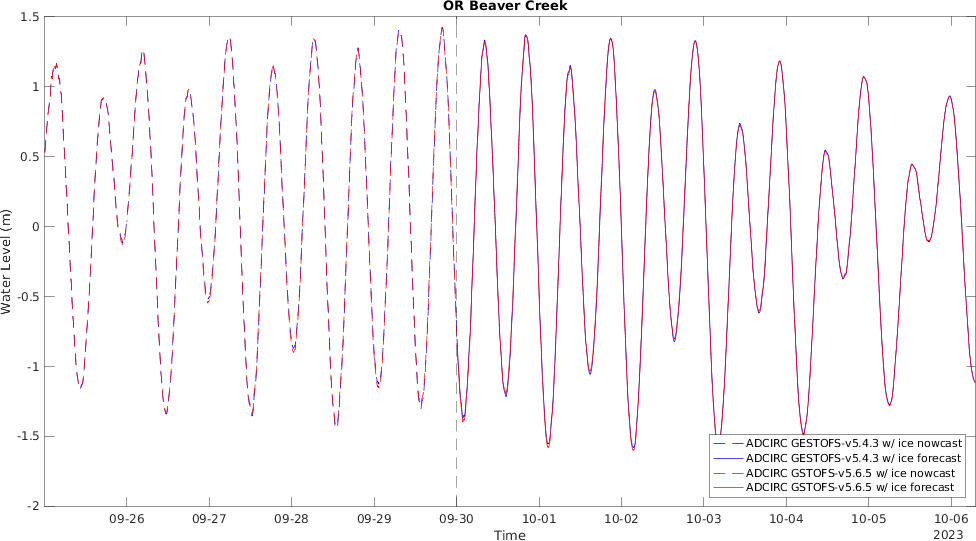 OR Beaver Creek
1.5
1
0.5
0
-0.5
-1
-1.5
-2
Water Level (m)
09-26
09-27
09-28
09-29
09-30
10-01
10-02
10-03
10-04
10-05
10-06
2023
Time
ADCIRC GESTOFS-v5.4.3 w/ ice nowcast
ADCIRC GESTOFS-v5.4.3 w/ ice forecast
ADCIRC GSTOFS-v5.6.5 w/ ice nowcast
ADCIRC GSTOFS-v5.6.5 w/ ice forecast